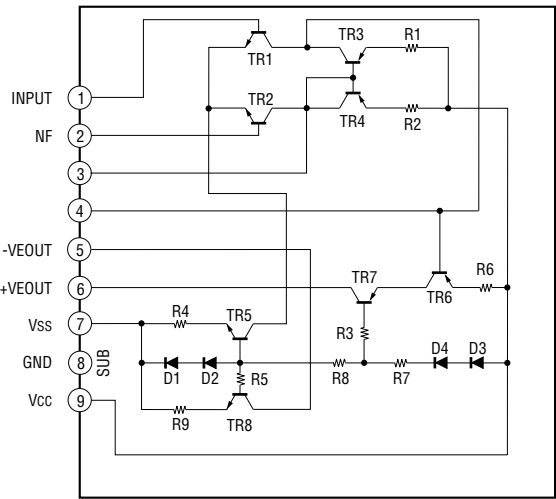 TR3 R1
TR1
INPUT 1
TR2
TR4 R2
NF 2
3
4
-VEOUT 5
+VEOUT 6
TR7 R6
TR6
Vss 7
R4 TR5
R3
D4 D3
GND 8 SUB
D1 D2 R5 R8 R7
Vcc 9
R9 TR8